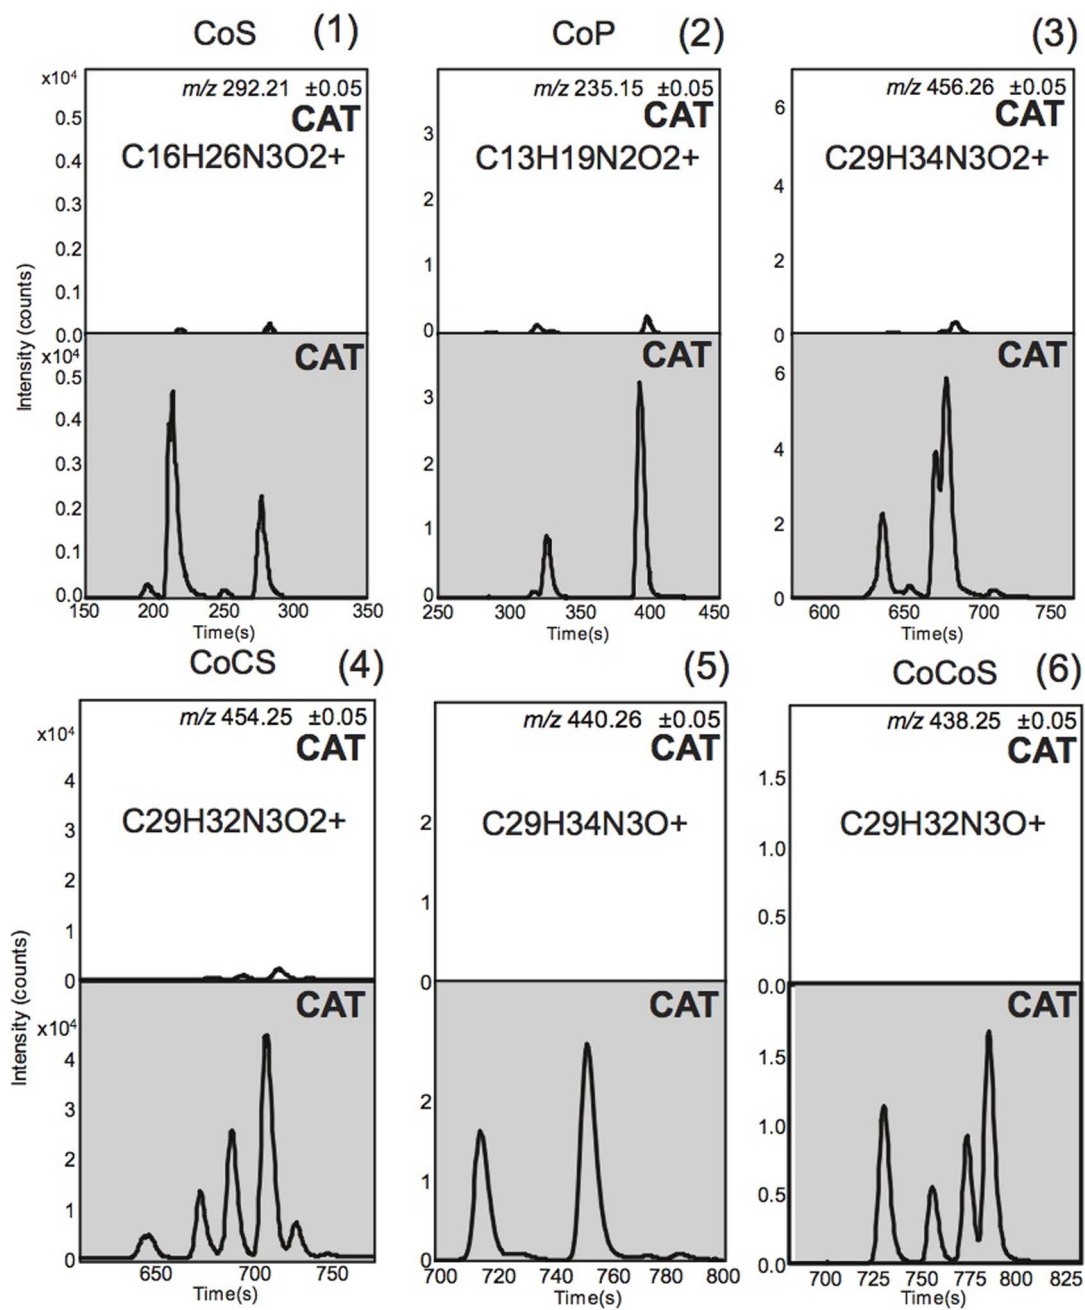 CoS (1)
CoP (2)
(3)
Intensity (counts)
x10⁴
m/z 292.21 ±0.05
CAT
C16H26N3O2+
0.5
0.4
0.3
0.2
0.1
0.0
x10⁴
CAT
0.5
0.4
0.3
0.2
0.1
0.0
150 200 250 300 350
Time(s)
m/z 235.15 ±0.05
CAT
C13H19N2O2+
3
2
1
0
CAT
3
2
1
0
250 300 350 400 450
Time(s)
m/z 456.26 ±0.05
CAT
C29H34N3O2+
6
4
2
0
CAT
6
4
2
0
600 650 700 750
Time(s)
CoCS (4)
(5)
CoCoS (6)
Intensity (counts)
x10⁴
m/z 454.25 ±0.05
CAT
C29H32N3O2+
4
3
2
1
0
CAT
x10⁴
4
3
2
1
0
650 700 750
Time(s)
m/z 440.26 ±0.05
CAT
C29H34N3O+
2
1
0
CAT
2
1
0
700 720 740 760 780 800
Time(s)
m/z 438.25 ±0.05
CAT
C29H32N3O+
1.5
1.0
0.5
0.0
CAT
1.5
1.0
0.5
0.0
700 725 750 775 800 825
Time(s)